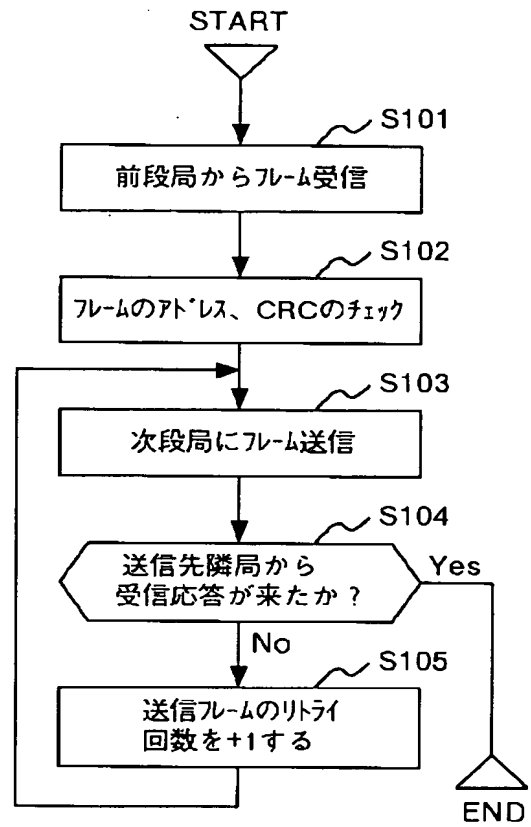 START
S101
前段局からﾌﾚｰﾑ受信
S102
ﾌﾚｰﾑのｱﾄﾞﾚｽ、CRCのﾁｪｯｸ
S103
次段局にﾌﾚｰﾑ送信
S104
送信先隣局から
受信応答が来たか？
Yes
No
S105
送信ﾌﾚｰﾑのﾘﾄﾗｲ
回数を+1する
END